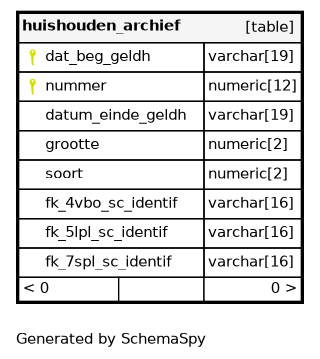 huishouden_archief [table]
dat_beg_geldh varchar[19]
nummer numeric[12]
datum_einde_geldh varchar[19]
grootte numeric[2]
soort numeric[2]
fk_4vbo_sc_identif varchar[16]
fk_5lpl_sc_identif varchar[16]
fk_7spl_sc_identif varchar[16]
< 0 0 >
Generated by SchemaSpy